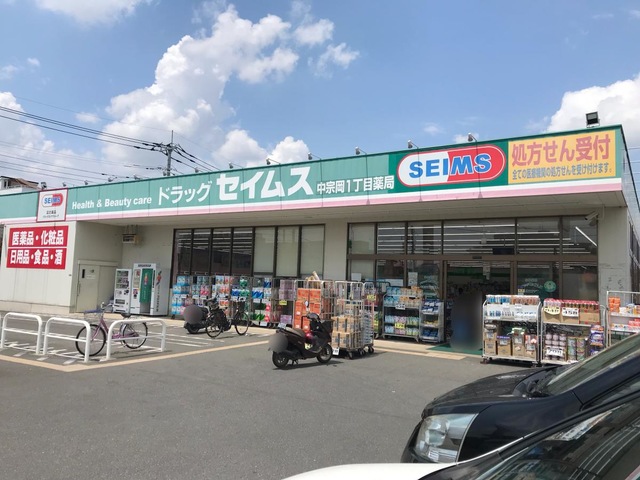 SEIMS
Health & Beauty care
ドラッグ セイムス
中宗岡1丁目薬局
SEIMS
処方せん受付
全ての医療機関の処方せんを受け付けます
医薬品・化粧品
日用品・食品・酒